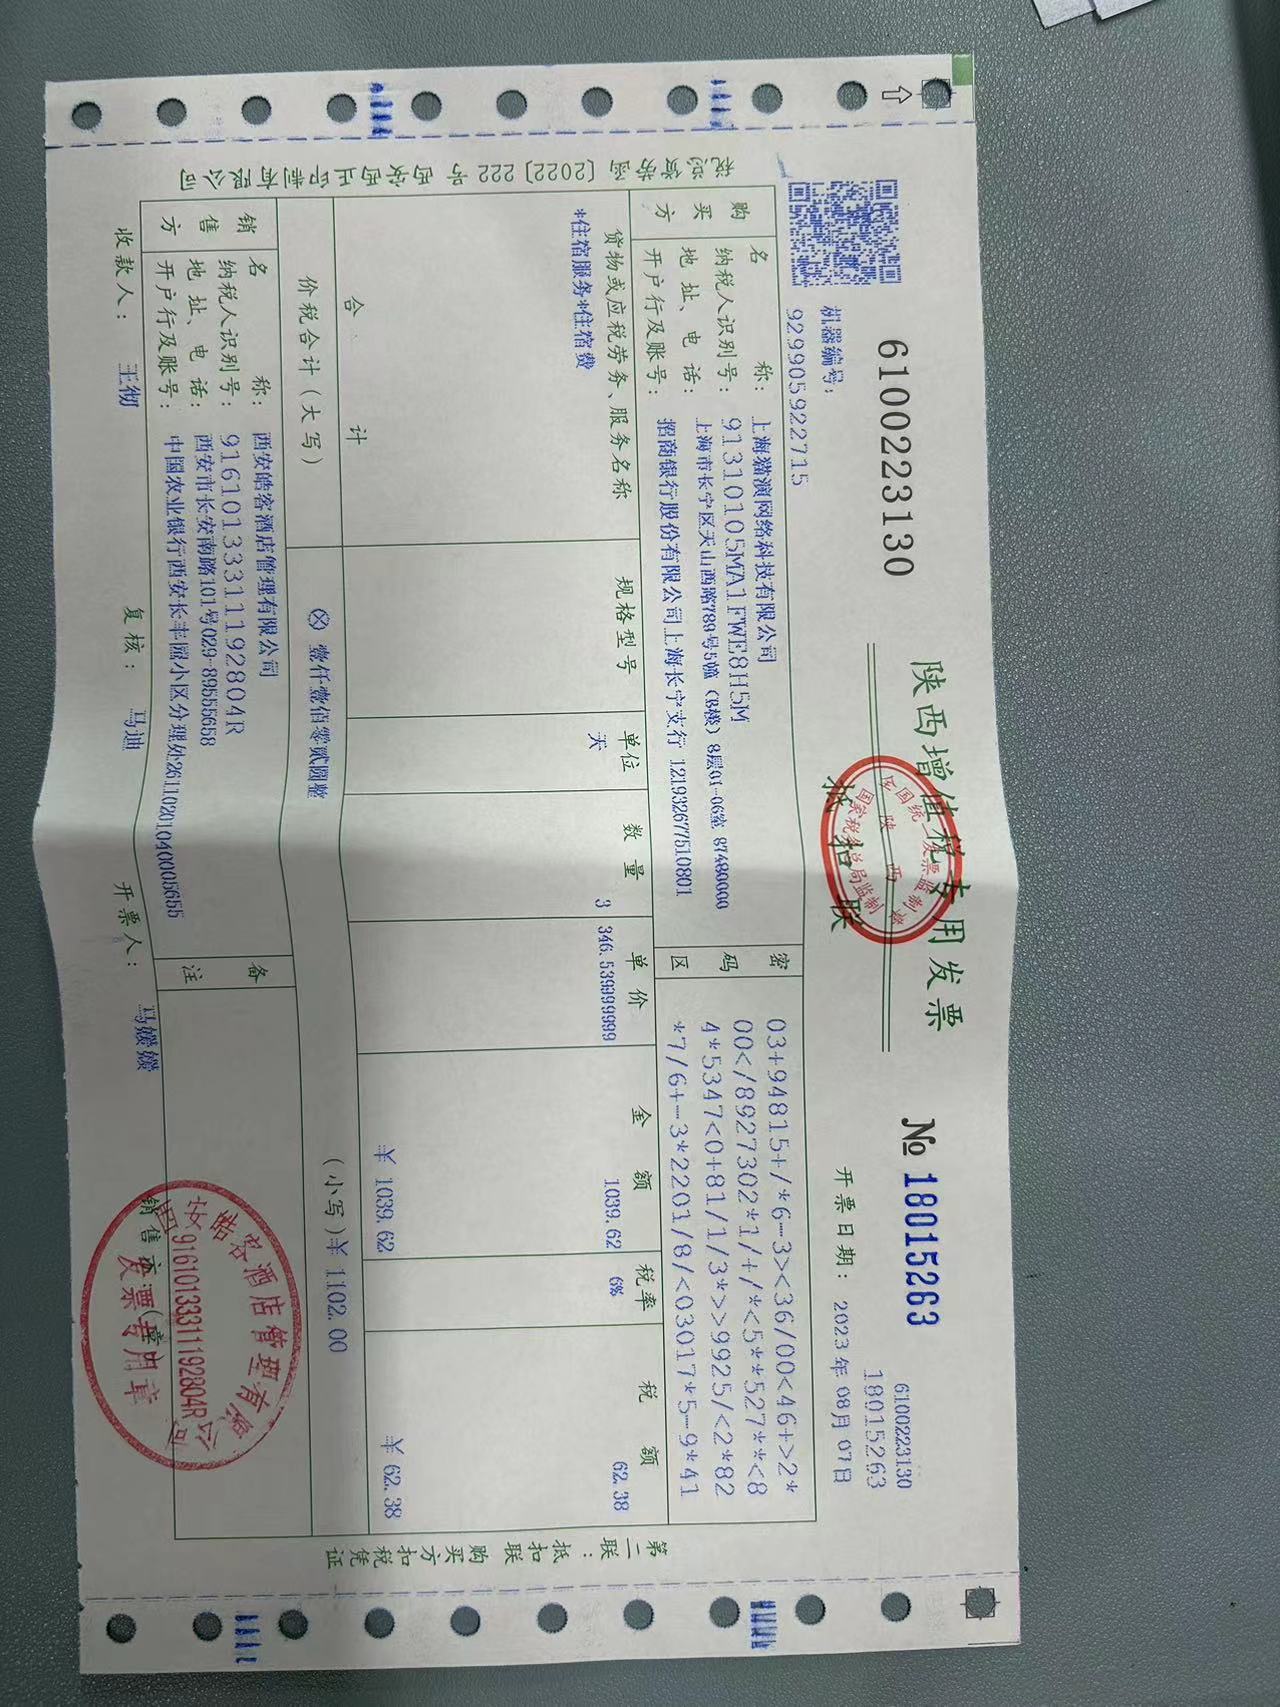 6100223130
陕西增值税专用发票
№ 18015263
6100223130
18015263
抵扣联
全国统一发票监制章
陕西
国家税务总局监制
开票日期： 2023年08月07日
机器编号：
929905922715
税总货劳函〔2022〕222号 西安西正印制有限公司
购买方
名 称： 上海猫演网络科技有限公司
纳税人识别号： 91310105MA1FWE8H5M
地址、电话： 上海市长宁区天山西路789号5幢（B楼）8层01-06室 87480000
开户行及账号： 招商银行股份有限公司上海长宁支行 121932677510801
密码区
03+94815+/*6-3><36/00<46+>2*
00</8927302*1/+/*<5**527**<8
4*5347<0+81/1/3*>>9925/<2*82
*7/6+-3*2201/8/<03017*5-9*41
货物或应税劳务、服务名称 规格型号 单位 数量 单价 金额 税率 税额
*住宿服务*住宿费 天 3 346.539999999 1039.62 6% 62.38
合 计 ￥1039.62 ￥62.38
价税合计（大写） ⊗ 壹仟壹佰零贰圆整 （小写）￥1102.00
销售方
名 称： 西安皓客酒店管理有限公司
纳税人识别号： 91610133311192804R
地址、电话： 西安市长安南路101号029-89555658
开户行及账号： 中国农业银行西安长丰园小区分理处26110201040005655
备注
收款人： 王彻 复核： 马迪 开票人： 马媛媛 销售方：（章）
西安皓客酒店管理有限公司
91610133311192804R
发票专用章
第二联：抵扣联 购买方扣税凭证